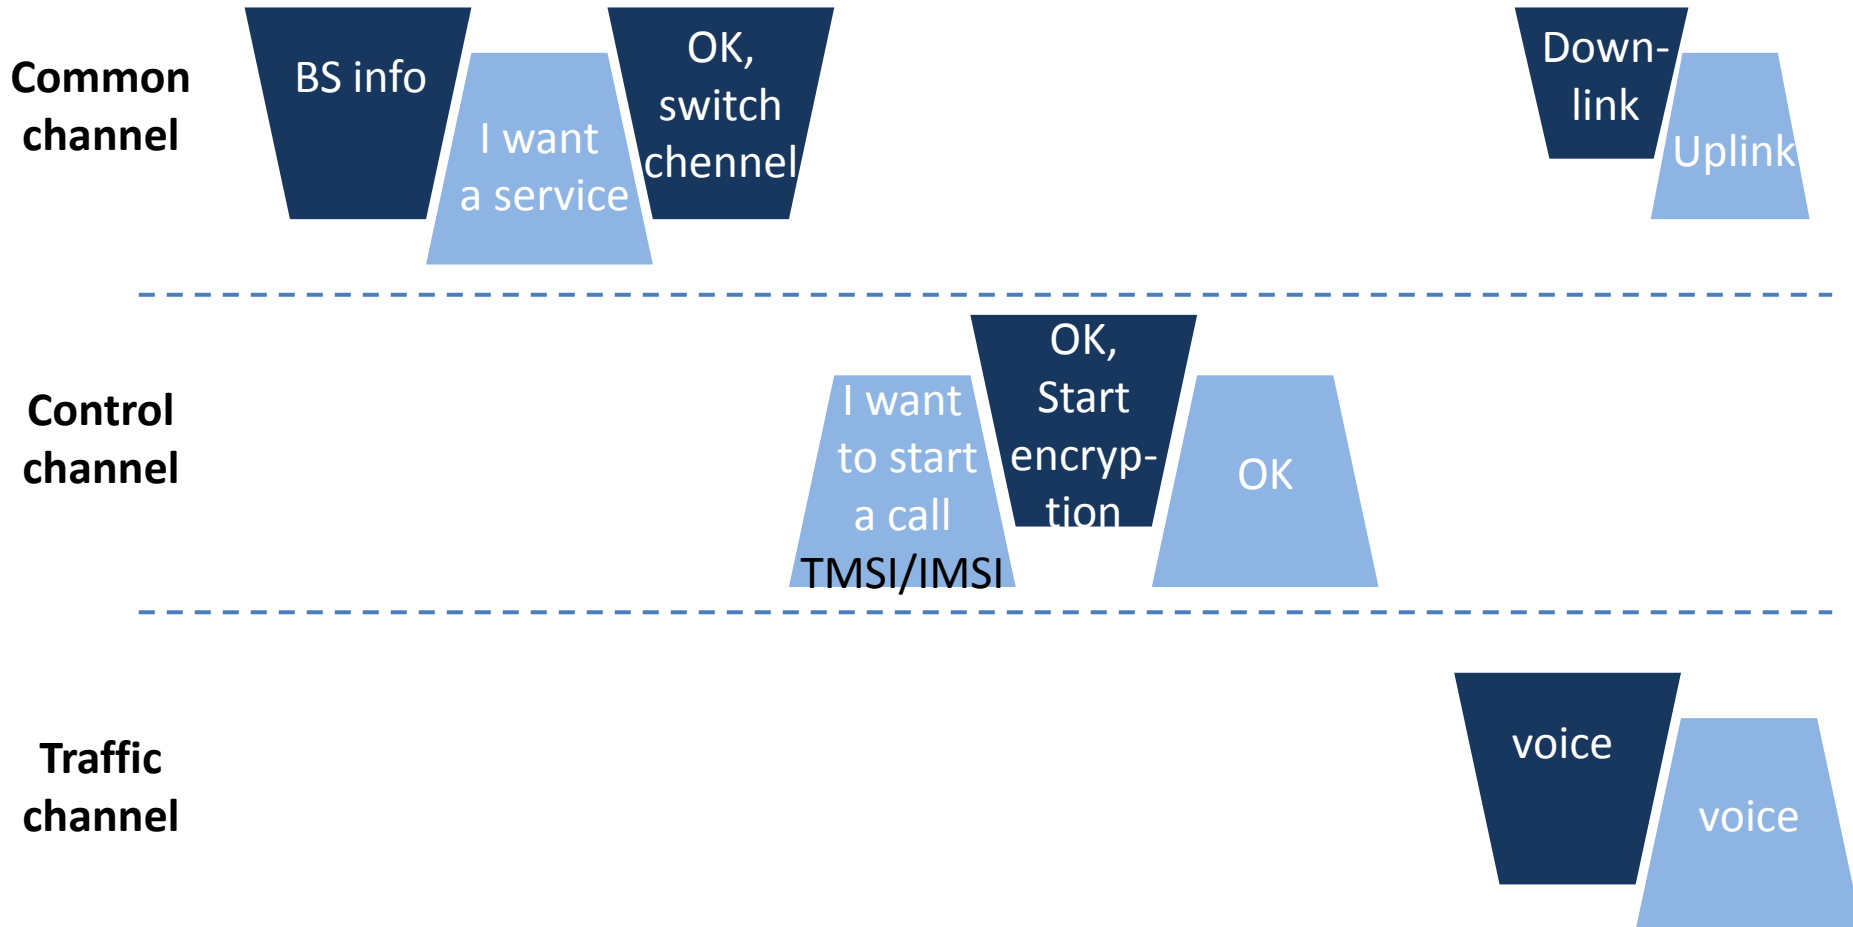 Common
channel
BS info
I want
a service
OK,
switch
chennel
Down-
link
Uplink
Control
channel
I want
to start
a call
TMSI/IMSI
OK,
Start
encryp-
tion
OK
Traffic
channel
voice
voice